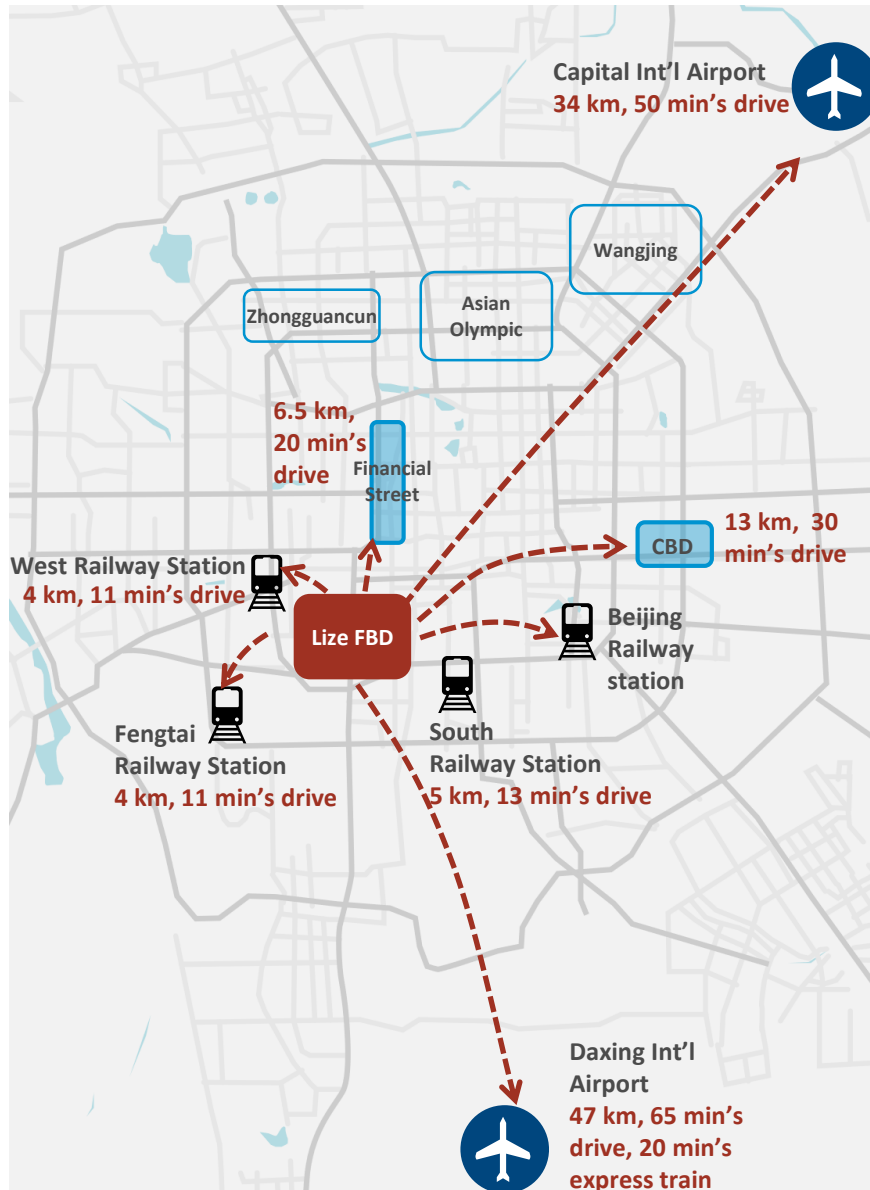 Capital Int’l Airport
34 km, 50 min’s drive
Wangjing
Zhongguancun
Asian
Olympic
6.5 km,
20 min’s
drive
Financial
Street
CBD
13 km,  30
min’s drive
West Railway Station
4 km, 11 min’s drive
Lize FBD
Beijing
Railway
station
Fengtai
Railway Station
4 km, 11 min’s drive
South
Railway Station
5 km, 13 min’s drive
Daxing Int’l
Airport
47 km, 65 min’s
drive, 20 min’s
express train